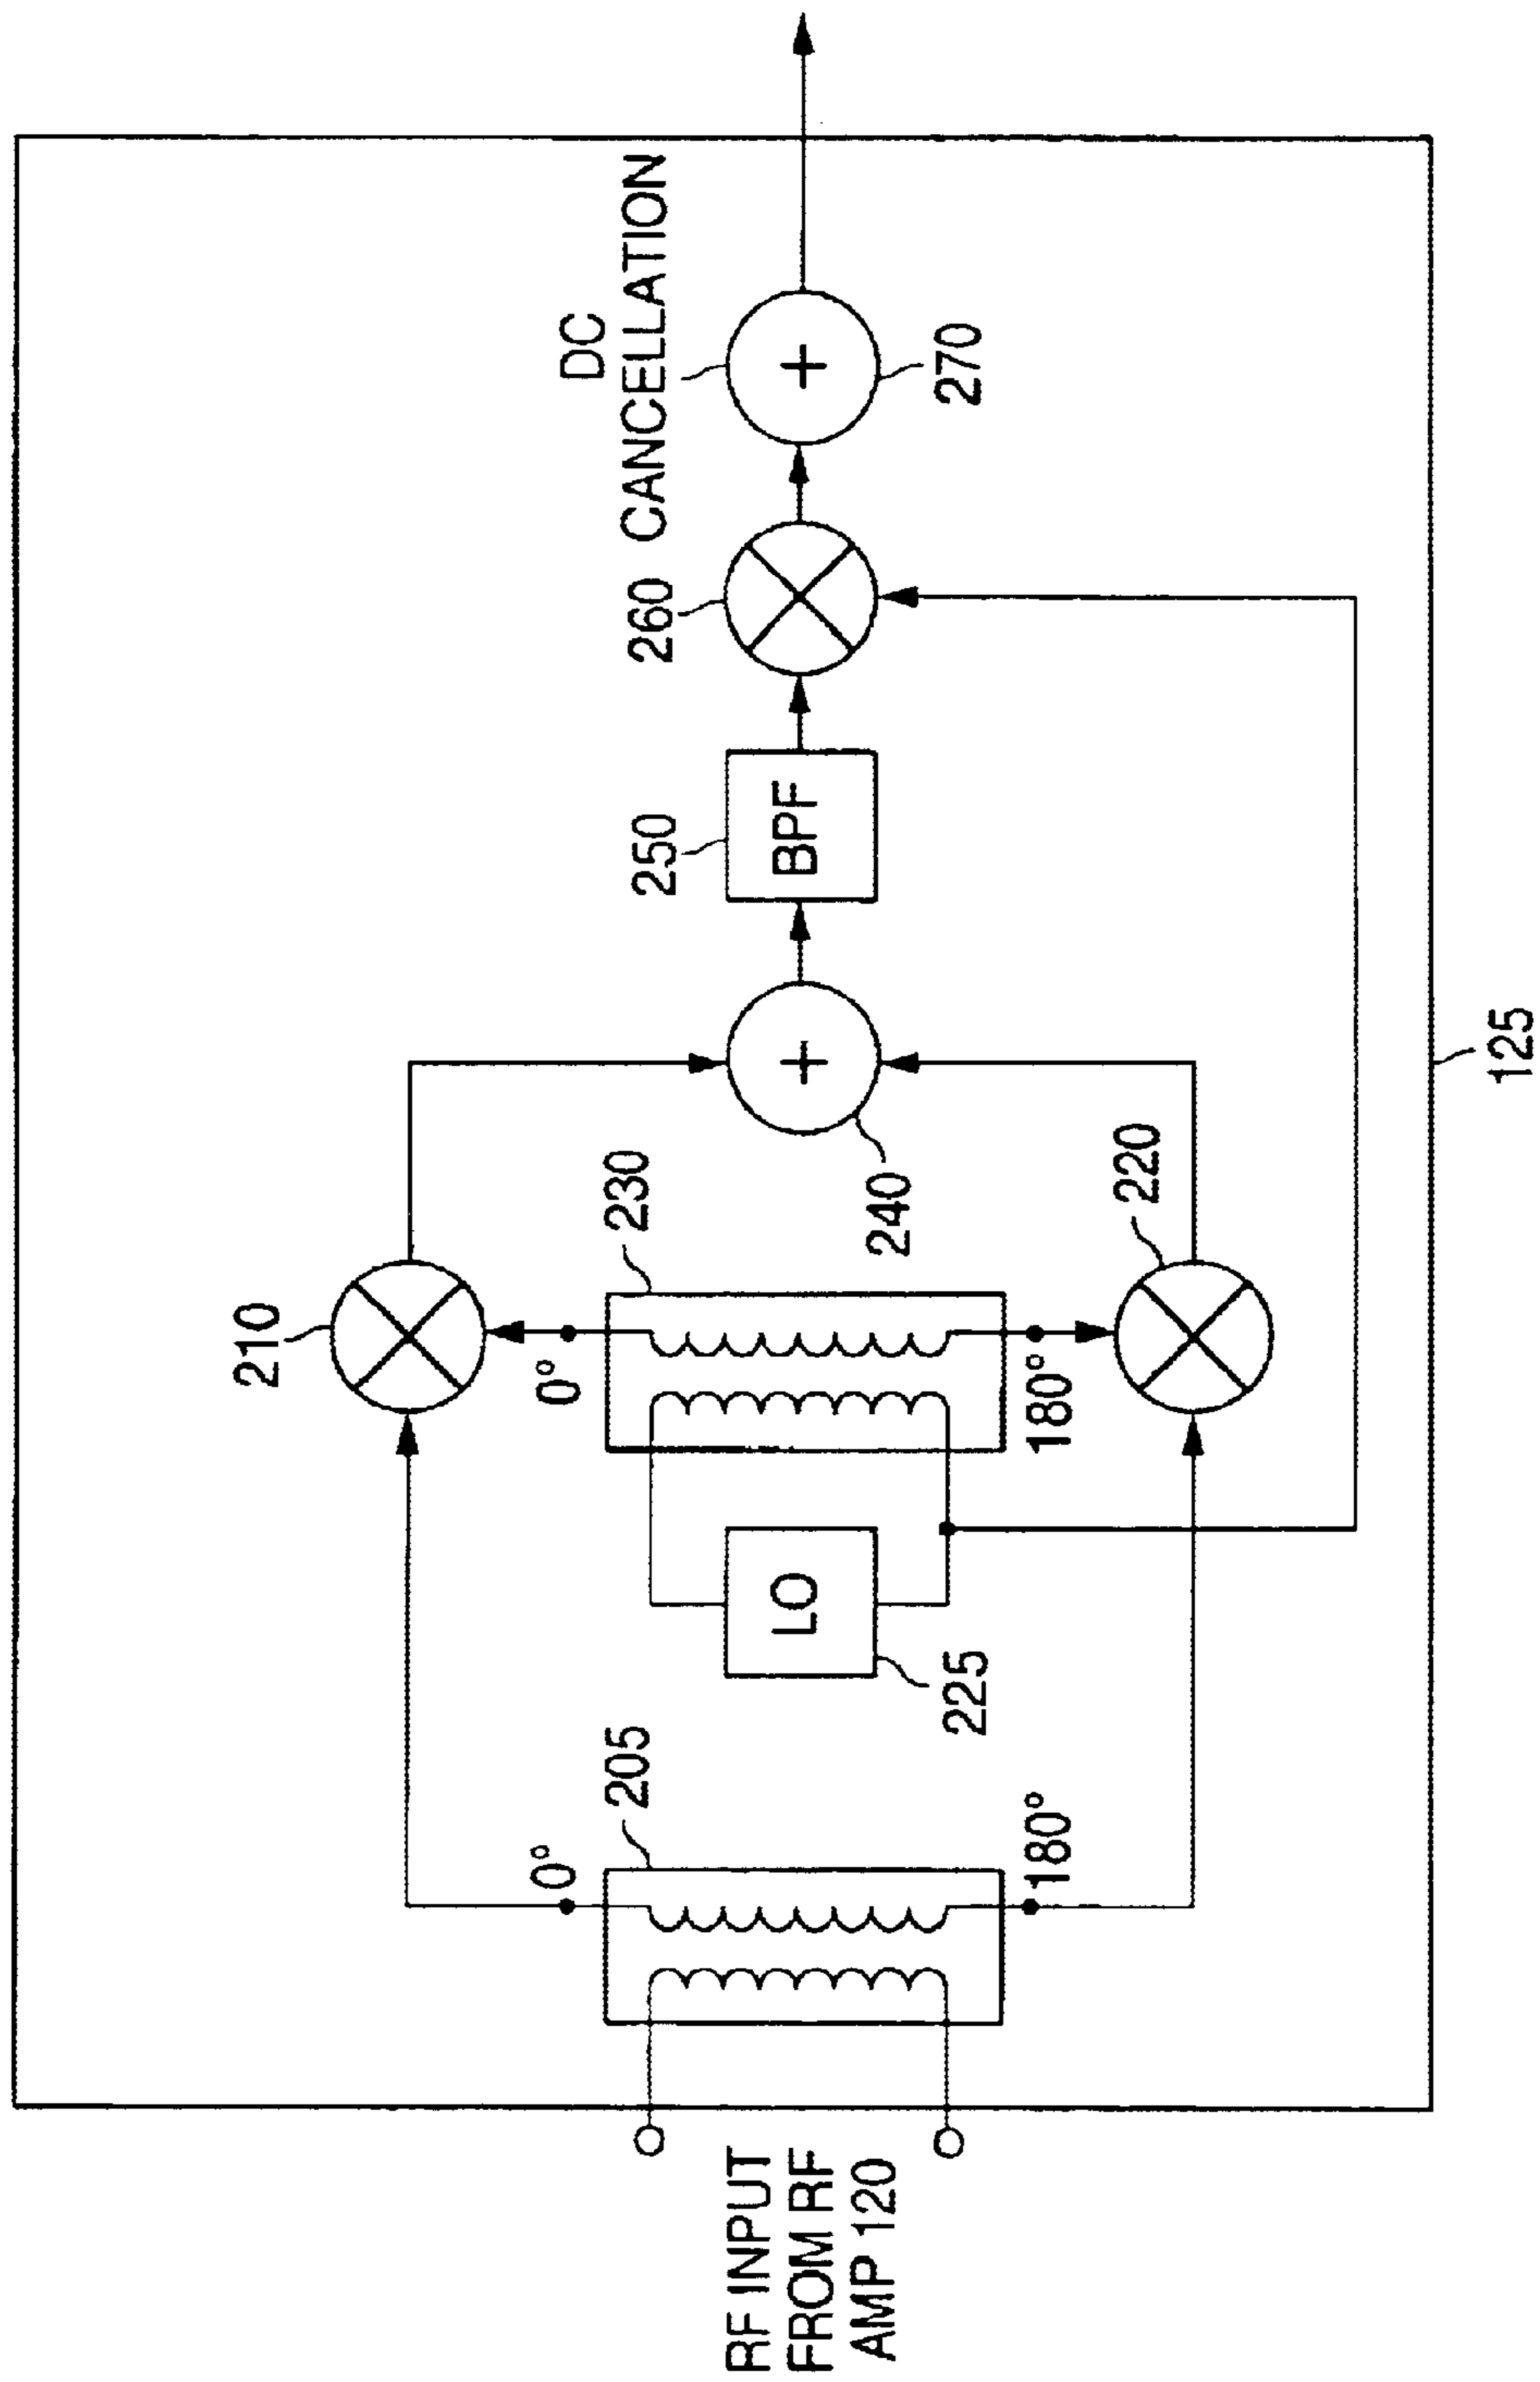 RF INPUT
FROM RF
AMP 120
0°
205
180°
LO
225
210
0°
230
180°
220
+
240
250
BPF
260
DC
CANCELLATION
+
270
125